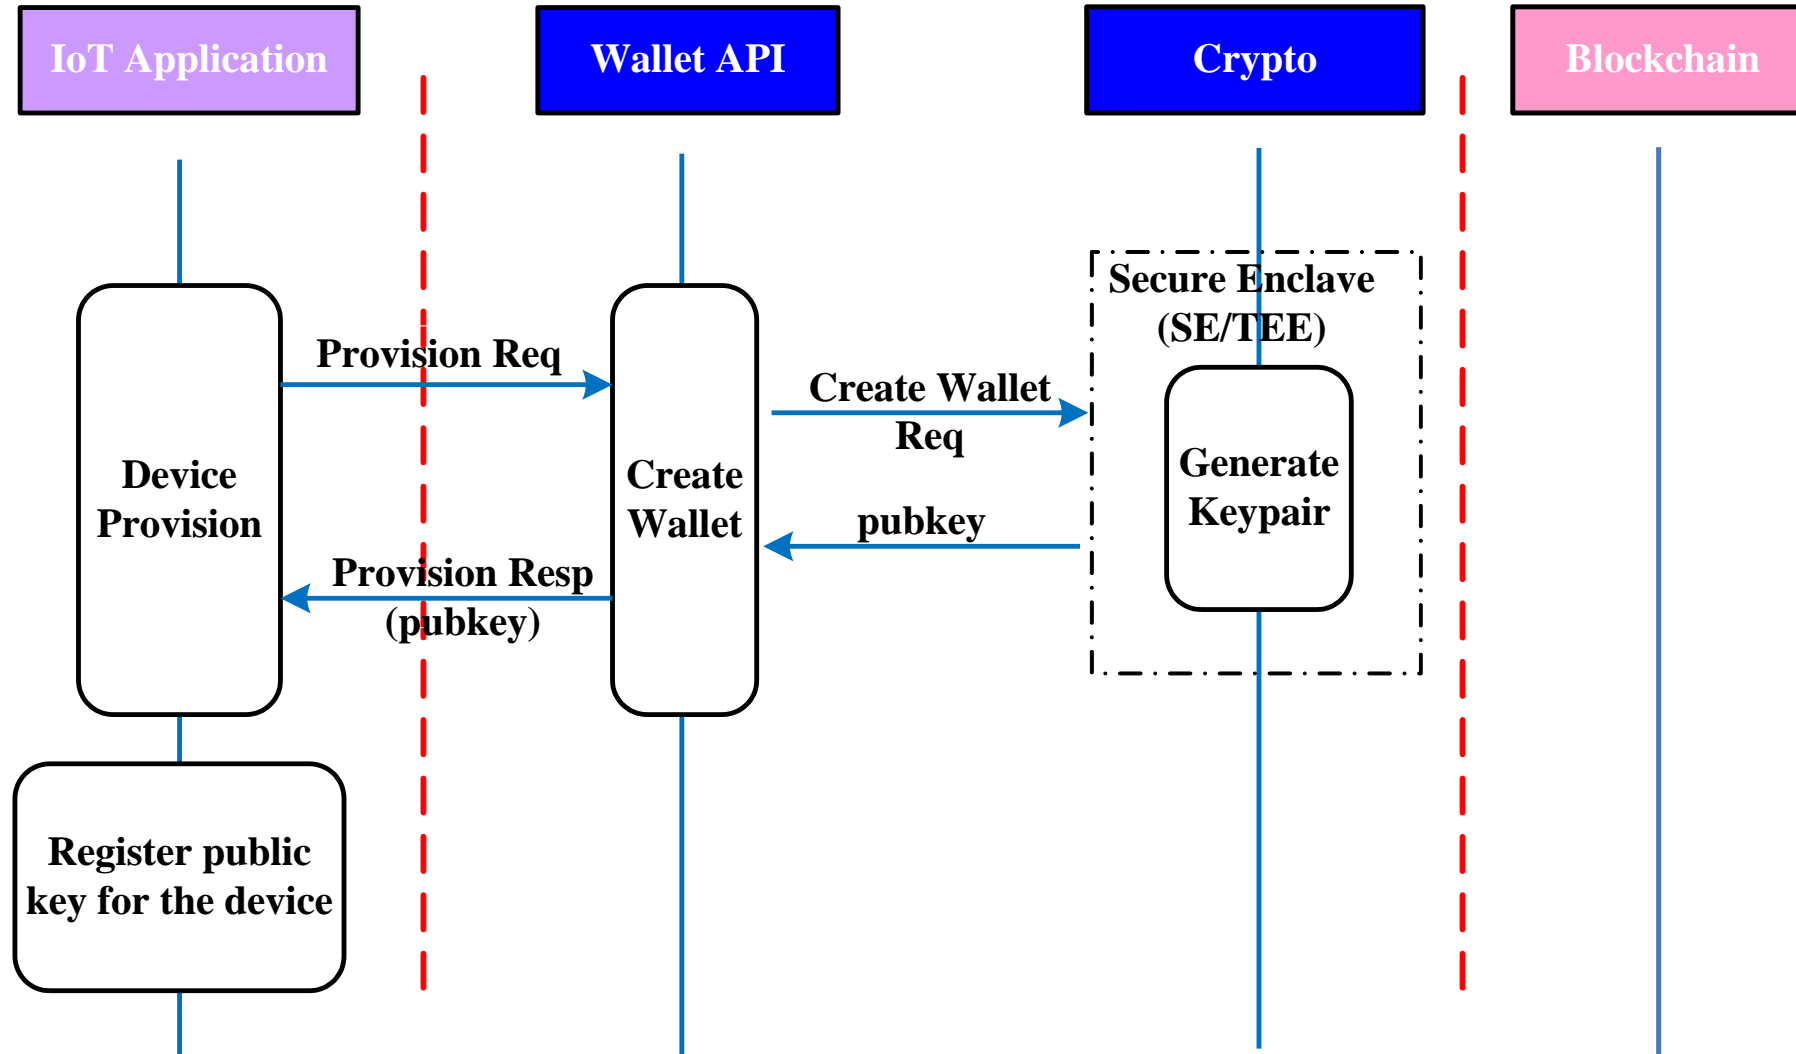 IoT Application
Wallet API
Crypto
Blockchain
Secure Enclave
(SE/TEE)
Provision Req
Create Wallet
Req
Device
Provision
Create
Wallet
Generate
Keypair
pubkey
Provision Resp
(pubkey)
Register public
key for the device